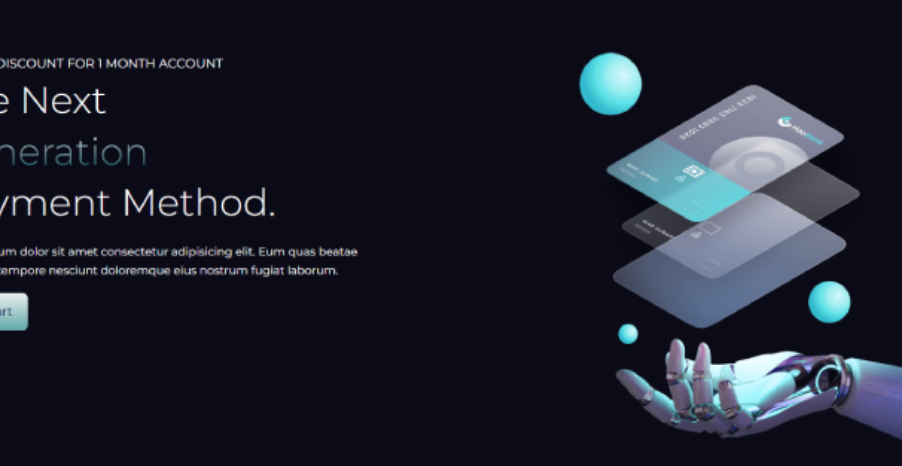 DISCOUNT FOR 1 MONTH ACCOUNT
e Next
neration
yment Method.
um dolor sit amet consectetur adipisicing elit. Eum quas beatae
tempore nesciunt doloremque eius nostrum fugiat laborum.
art